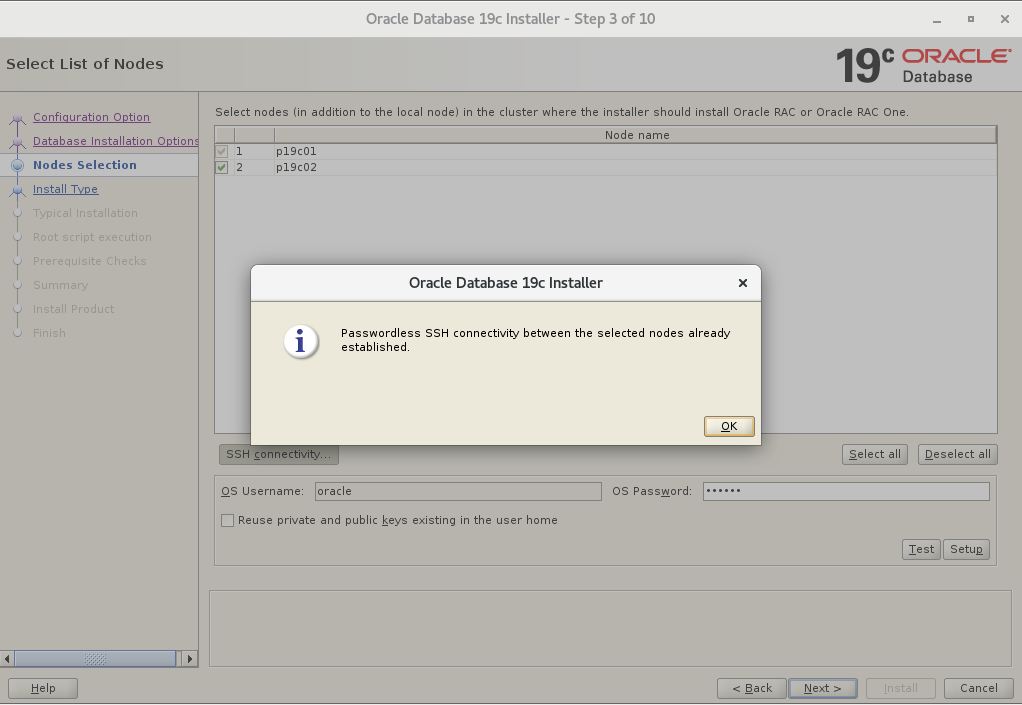 Oracle Database 19c Installer - Step 3 of 10
Select List of Nodes
19c ORACLE
Database
Configuration Option
Database Installation Options
Nodes Selection
Install Type
Typical Installation
Root script execution
Prerequisite Checks
Summary
Install Product
Finish
Select nodes (in addition to the local node) in the cluster where the installer should install Oracle RAC or Oracle RAC One.
Node name
1 p19c01
2 p19c02
Oracle Database 19c Installer
Passwordless SSH connectivity between the selected nodes already
established.
OK
SSH connectivity...
Select all
Deselect all
OS Username: oracle
OS Password: ••••••
Reuse private and public keys existing in the user home
Test
Setup
Help
< Back
Next >
Install
Cancel